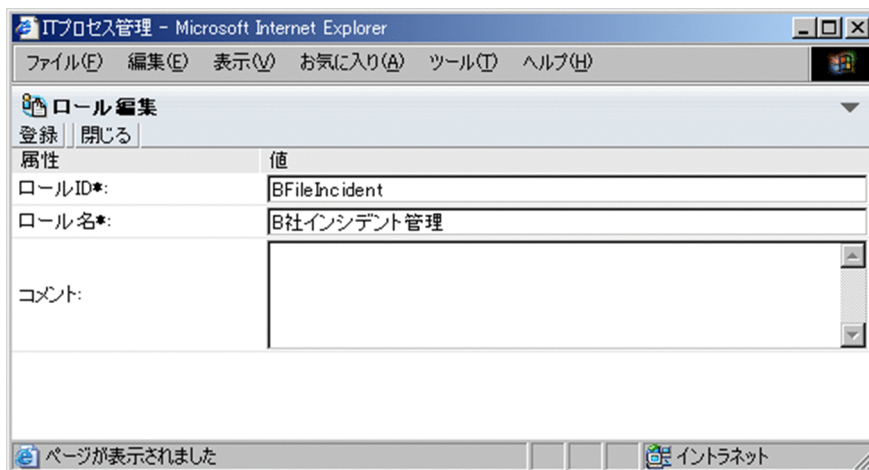 ITプロセス管理 - Microsoft Internet Explorer
ファイル(F) 編集(E) 表示(V) お気に入り(A) ツール(T) ヘルプ(H)
ロール編集
登録 閉じる
属性 値
ロールID*: BFileIncident
ロール名*: B社インシデント管理
コメント:
ページが表示されました イントラネット